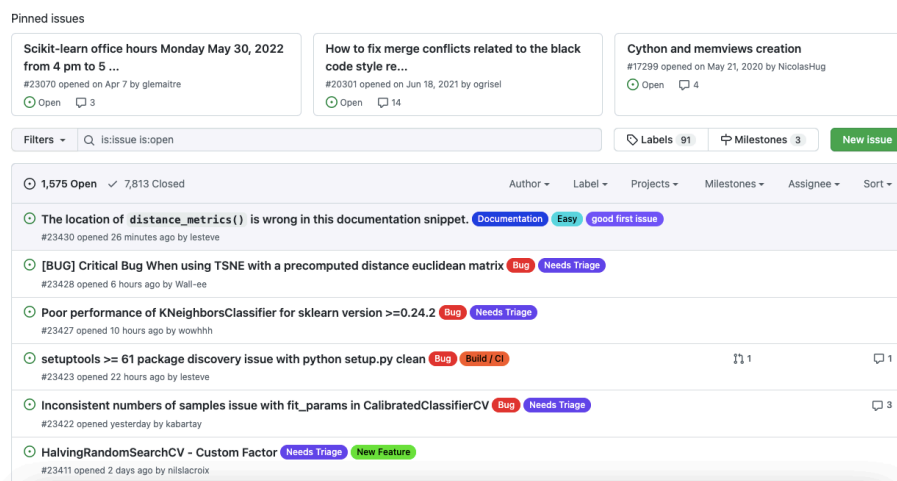 Pinned issues
Scikit-learn office hours Monday May 30, 2022
from 4 pm to 5 ...
#23070 opened on Apr 7 by glemaitre
Open 3
How to fix merge conflicts related to the black
code style re...
#20301 opened on Jun 18, 2021 by ogrisel
Open 14
Cython and memviews creation
#17299 opened on May 21, 2020 by NicolasHug
Open 4
Filters is:issue is:open Labels 91 Milestones 3 New issue
1,575 Open 7,813 Closed Author Label Projects Milestones Assignee Sort
The location of distance_metrics() is wrong in this documentation snippet. Documentation Easy good first issue
#23430 opened 26 minutes ago by lesteve
[BUG] Critical Bug When using TSNE with a precomputed distance euclidean matrix Bug Needs Triage
#23428 opened 6 hours ago by Wall-ee
Poor performance of KNeighborsClassifier for sklearn version >=0.24.2 Bug Needs Triage
#23427 opened 10 hours ago by wowhhh
setuptools >= 61 package discovery issue with python setup.py clean Bug Build / CI 1 1
#23423 opened 22 hours ago by lesteve
Inconsistent numbers of samples issue with fit_params in CalibratedClassifierCV Bug Needs Triage 3
#23422 opened yesterday by kabartay
HalvingRandomSearchCV - Custom Factor Needs Triage New Feature
#23411 opened 2 days ago by nilslacroix